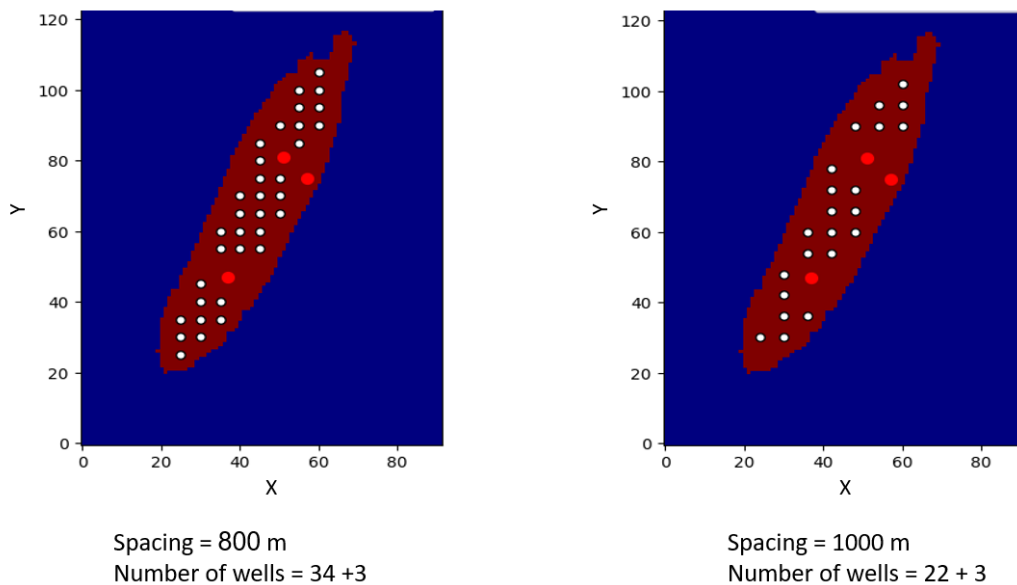 120
100
80
60
40
20
0
Y
0 20 40 60 80
X
Spacing = 800 m
Number of wells = 34 +3
120
100
80
60
40
20
0
Y
0 20 40 60 80
X
Spacing = 1000 m
Number of wells = 22 + 3